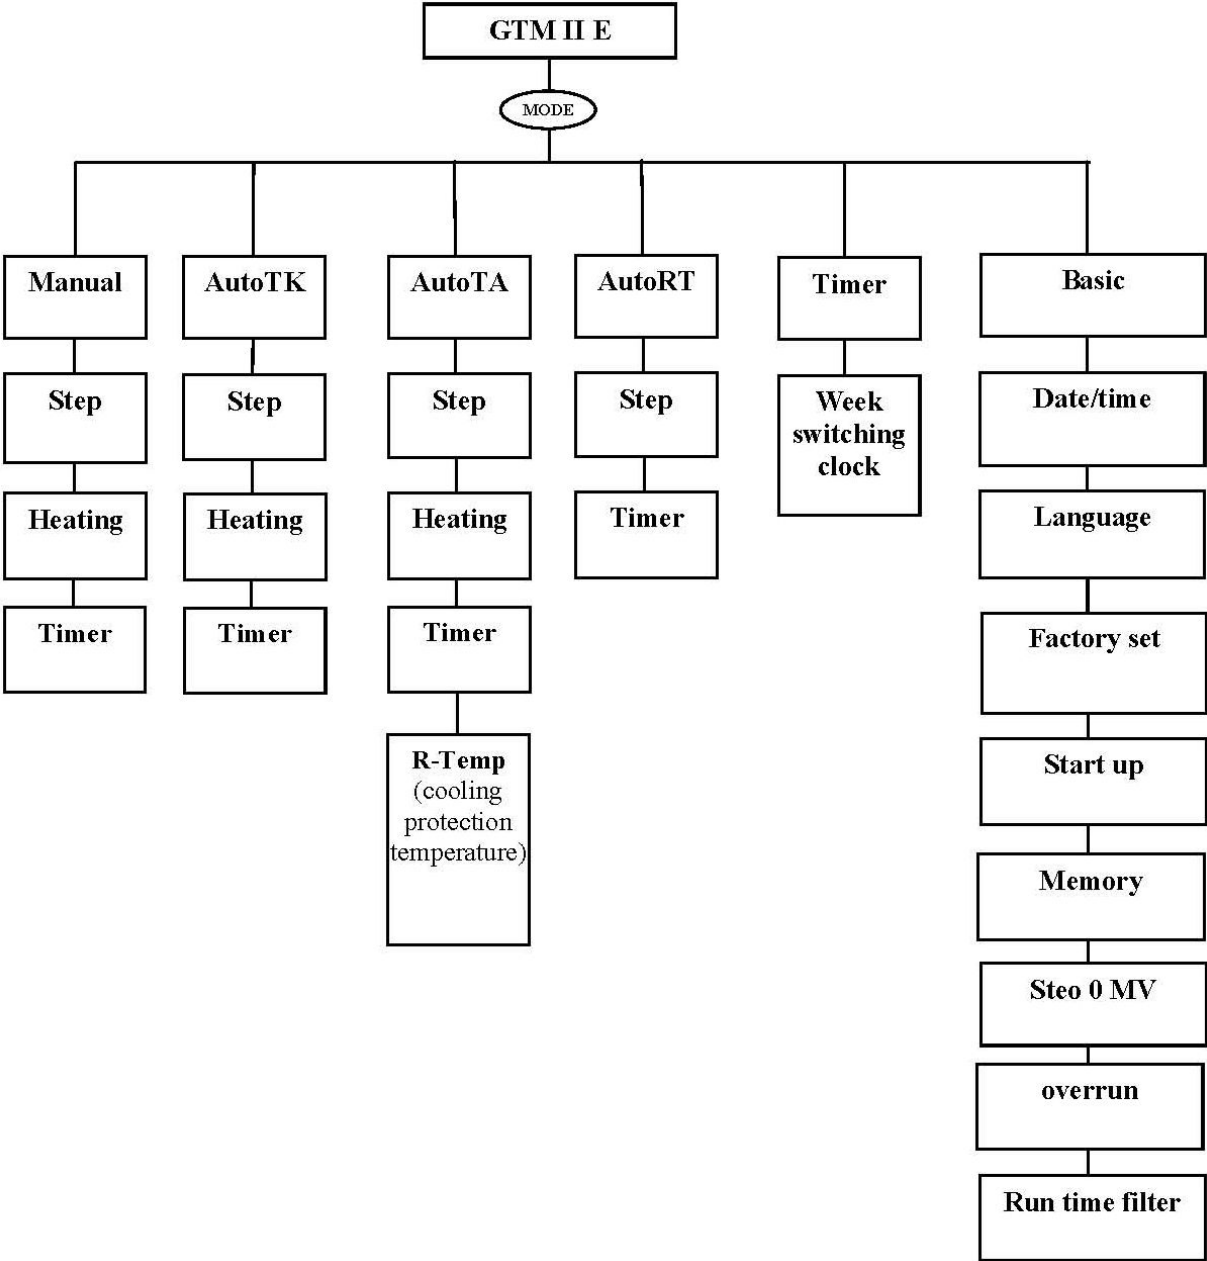 GTM II E
MODE
Manual
AutoTK
AutoTA
AutoRT
Timer
Basic
Step
Step
Step
Step
Week
switching
clock
Date/time
Heating
Heating
Heating
Timer
Language
Timer
Timer
Timer
Factory set
R-Temp
(cooling
protection
temperature)
Start up
Memory
Steo 0 MV
overrun
Run time filter